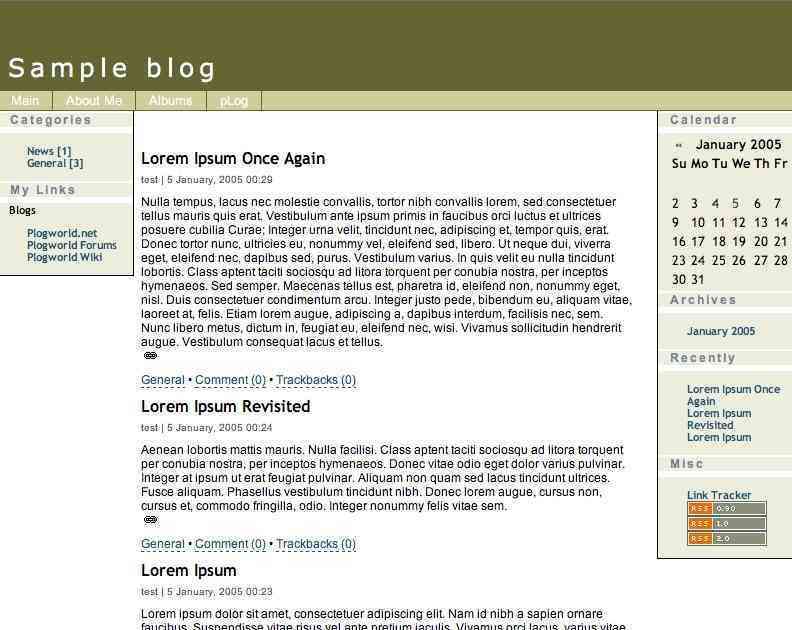 Sample blog
Main
About Me
Albums
pLog
Categories
News [1]
General [3]
My Links
Blogs
Plogworld.net
Plogworld Forums
Plogworld Wiki
Lorem Ipsum Once Again
test | 5 January, 2005 00:29
Nulla tempus, lacus nec molestie convallis, tortor nibh convallis lorem, sed consectetuer
tellus mauris quis erat. Vestibulum ante ipsum primis in faucibus orci luctus et ultrices
posuere cubilia Curae; Integer urna velit, tincidunt nec, adipiscing et, tempor quis, erat.
Donec tortor nunc, ultricies eu, nonummy vel, eleifend sed, libero. Ut neque dui, viverra
eget, eleifend nec, dapibus sed, purus. Vestibulum varius. In quis velit eu nulla tincidunt
lobortis. Class aptent taciti sociosqu ad litora torquent per conubia nostra, per inceptos
hymenaeos. Sed semper. Maecenas tellus est, pharetra id, eleifend non, nonummy eget,
nisl. Duis consectetuer condimentum arcu. Integer justo pede, bibendum eu, aliquam vitae,
laoreet at, felis. Etiam lorem augue, adipiscing a, dapibus interdum, facilisis nec, sem.
Nunc libero metus, dictum in, feugiat eu, eleifend nec, wisi. Vivamus sollicitudin hendrerit
augue. Vestibulum consequat lacus et tellus.
General • Comment (0) • Trackbacks (0)
Lorem Ipsum Revisited
test | 5 January, 2005 00:24
Aenean lobortis mattis mauris. Nulla facilisi. Class aptent taciti sociosqu ad litora torquent
per conubia nostra, per inceptos hymenaeos. Donec vitae odio eget dolor varius pulvinar.
Integer at ipsum ut erat feugiat pulvinar. Aliquam non quam sed lacus tincidunt ultrices.
Fusce aliquam. Phasellus vestibulum tincidunt nibh. Donec lorem augue, cursus non,
cursus et, commodo fringilla, odio. Integer nonummy felis vitae sem.
General • Comment (0) • Trackbacks (0)
Lorem Ipsum
test | 5 January, 2005 00:23
Lorem ipsum dolor sit amet, consectetuer adipiscing elit. Nam id nibh a sapien ornare
faucibus. Suspendisse vitae risus vel ante pretium iaculis. Vivamus orci lacus, varius vitae,
Calendar
« January 2005
Su Mo Tu We Th Fr
2 3 4 5 6 7
9 10 11 12 13 14
16 17 18 19 20 21
23 24 25 26 27 28
30 31
Archives
January 2005
Recently
Lorem Ipsum Once
Again
Lorem Ipsum
Revisited
Lorem Ipsum
Misc
Link Tracker
RSS 0.90
RSS 1.0
RSS 2.0